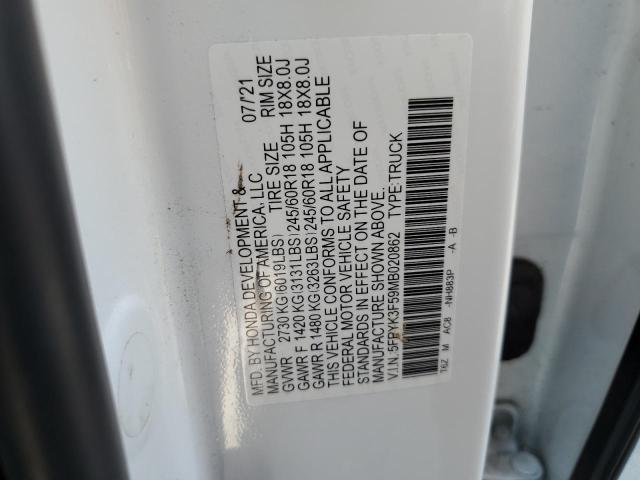 MFD. BY HONDA DEVELOPMENT & 07/21
MANUFACTURING OF AMERICA, LLC
GVWR 2730 KG(6019LBS) TIRE SIZE RIM SIZE
GAWR F 1420 KG(3131LBS) 245/60R18 105H 18X8.0J
GAWR R 1480 KG(3263LBS) 245/60R18 105H 18X8.0J
THIS VEHICLE CONFORMS TO ALL APPLICABLE
FEDERAL MOTOR VEHICLE SAFETY
STANDARDS IN EFFECT ON THE DATE OF
MANUFACTURE SHOWN ABOVE.
V.I.N.: 5FPYK3F59MB020862 TYPE:TRUCK
T6Z M AC6 -NH883P -A -B